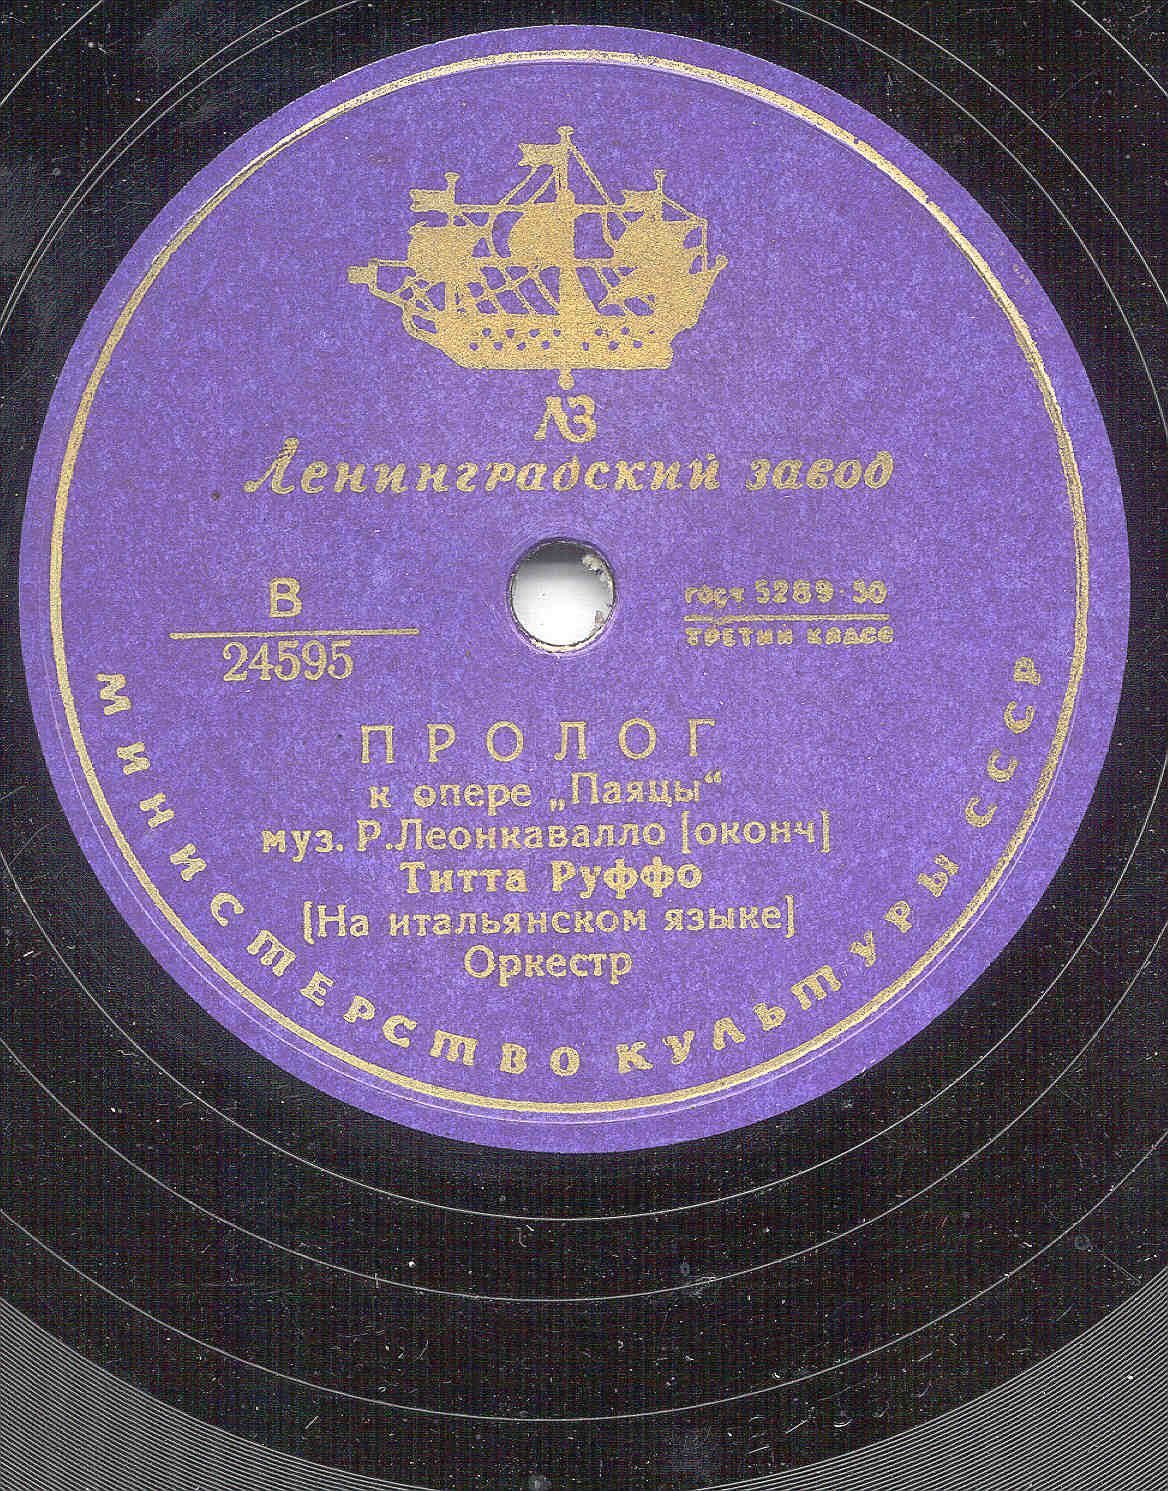 ЛЗ
Ленинградский завод
В
24595
ГОСТ 5289-50
ТРЕТИЙ КЛАСС
ПРОЛОГ
к опере „Паяцы“
муз. Р.Леонкавалло [оконч]
Титта Руффо
[На итальянском языке]
Оркестр
МИНИСТЕРСТВО КУЛЬТУРЫ СССР